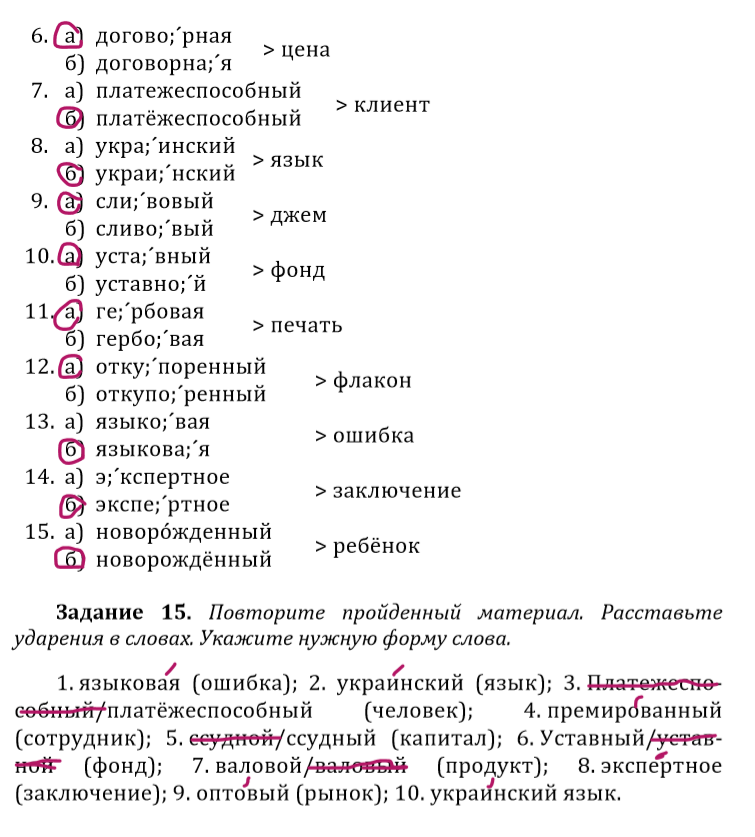 6. а) догово;´рная
> цена
б) договорна;´я
7. а) платежеспособный
> клиент
б) платёжеспособный
8. а) укра;´инский
> язык
б) украи;´нский
9. а) сли;´вовый
> джем
б) сливо;´вый
10. а) уста;´вный
> фонд
б) уставно;´й
11. а) ге;´рбовая
> печать
б) гербо;´вая
12. а) отку;´поренный
> флакон
б) откупо;´ренный
13. а) языко;´вая
> ошибка
б) языкова;´я
14. а) э;´кспертное
> заключение
б) экспе;´ртное
15. а) новоро́жденный
> ребёнок
б) новорождённый
Задание 15. Повторите пройденный материал. Расставьте
ударения в словах. Укажите нужную форму слова.
1. языковая (ошибка); 2. украинский (язык); 3. Платежеспо-
собный/платёжеспособный (человек); 4. премированный
(сотрудник); 5. ссудной/ссудный (капитал); 6. Уставный/устав-
ной (фонд); 7. валовой/валовый (продукт); 8. экспертное
(заключение); 9. оптовый (рынок); 10. украинский язык.